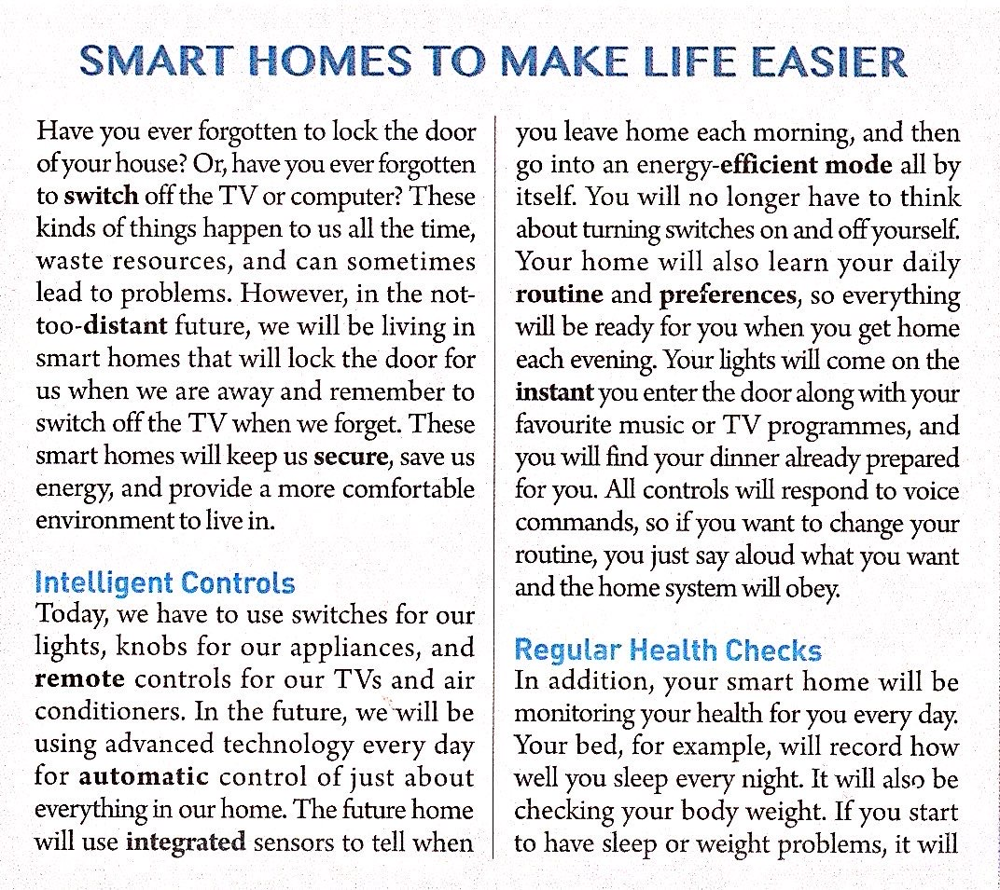 SMART HOMES TO MAKE LIFE EASIER
Have you ever forgotten to lock the door
of your house? Or, have you ever forgotten
to switch off the TV or computer? These
kinds of things happen to us all the time,
waste resources, and can sometimes
lead to problems. However, in the not-
too-distant future, we will be living in
smart homes that will lock the door for
us when we are away and remember to
switch off the TV when we forget. These
smart homes will keep us secure, save us
energy, and provide a more comfortable
environment to live in.
Intelligent Controls
Today, we have to use switches for our
lights, knobs for our appliances, and
remote controls for our TVs and air
conditioners. In the future, we will be
using advanced technology every day
for automatic control of just about
everything in our home. The future home
will use integrated sensors to tell when
you leave home each morning, and then
go into an energy-efficient mode all by
itself. You will no longer have to think
about turning switches on and off yourself.
Your home will also learn your daily
routine and preferences, so everything
will be ready for you when you get home
each evening. Your lights will come on the
instant you enter the door along with your
favourite music or TV programmes, and
you will find your dinner already prepared
for you. All controls will respond to voice
commands, so if you want to change your
routine, you just say aloud what you want
and the home system will obey.
Regular Health Checks
In addition, your smart home will be
monitoring your health for you every day.
Your bed, for example, will record how
well you sleep every night. It will also be
checking your body weight. If you start
to have sleep or weight problems, it will